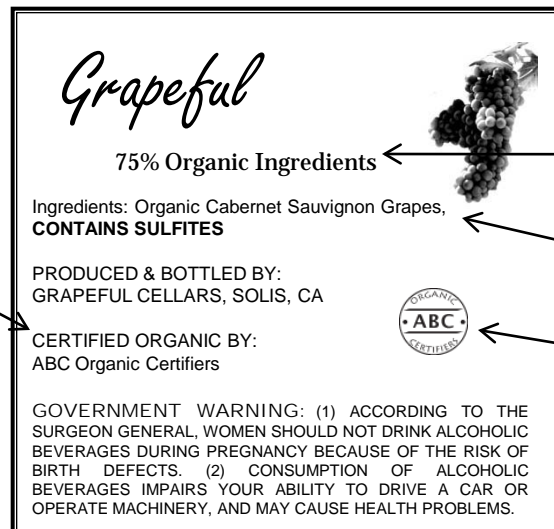 Grapeful
75% Organic Ingredients
Ingredients: Organic Cabernet Sauvignon Grapes,
CONTAINS SULFITES
PRODUCED & BOTTLED BY:
GRAPEFUL CELLARS, SOLIS, CA
ORGANIC
ABC
CERTIFIERS
CERTIFIED ORGANIC BY:
ABC Organic Certifiers
GOVERNMENT WARNING: (1) ACCORDING TO THE
SURGEON GENERAL, WOMEN SHOULD NOT DRINK ALCOHOLIC
BEVERAGES DURING PREGNANCY BECAUSE OF THE RISK OF
BIRTH DEFECTS. (2) CONSUMPTION OF ALCOHOLIC
BEVERAGES IMPAIRS YOUR ABILITY TO DRIVE A CAR OR
OPERATE MACHINERY, AND MAY CAUSE HEALTH PROBLEMS.